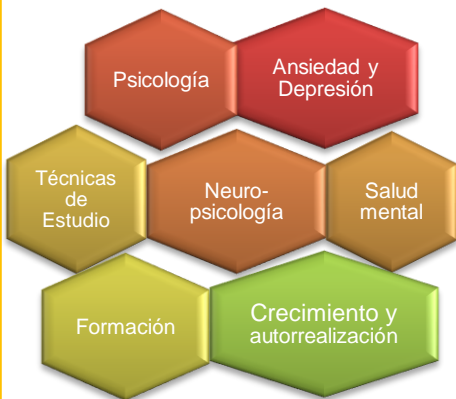 Psicología
Ansiedad y
Depresión
Técnicas
de
Estudio
Neuro-
psicología
Salud
mental
Formación
Crecimiento y
autorrealización